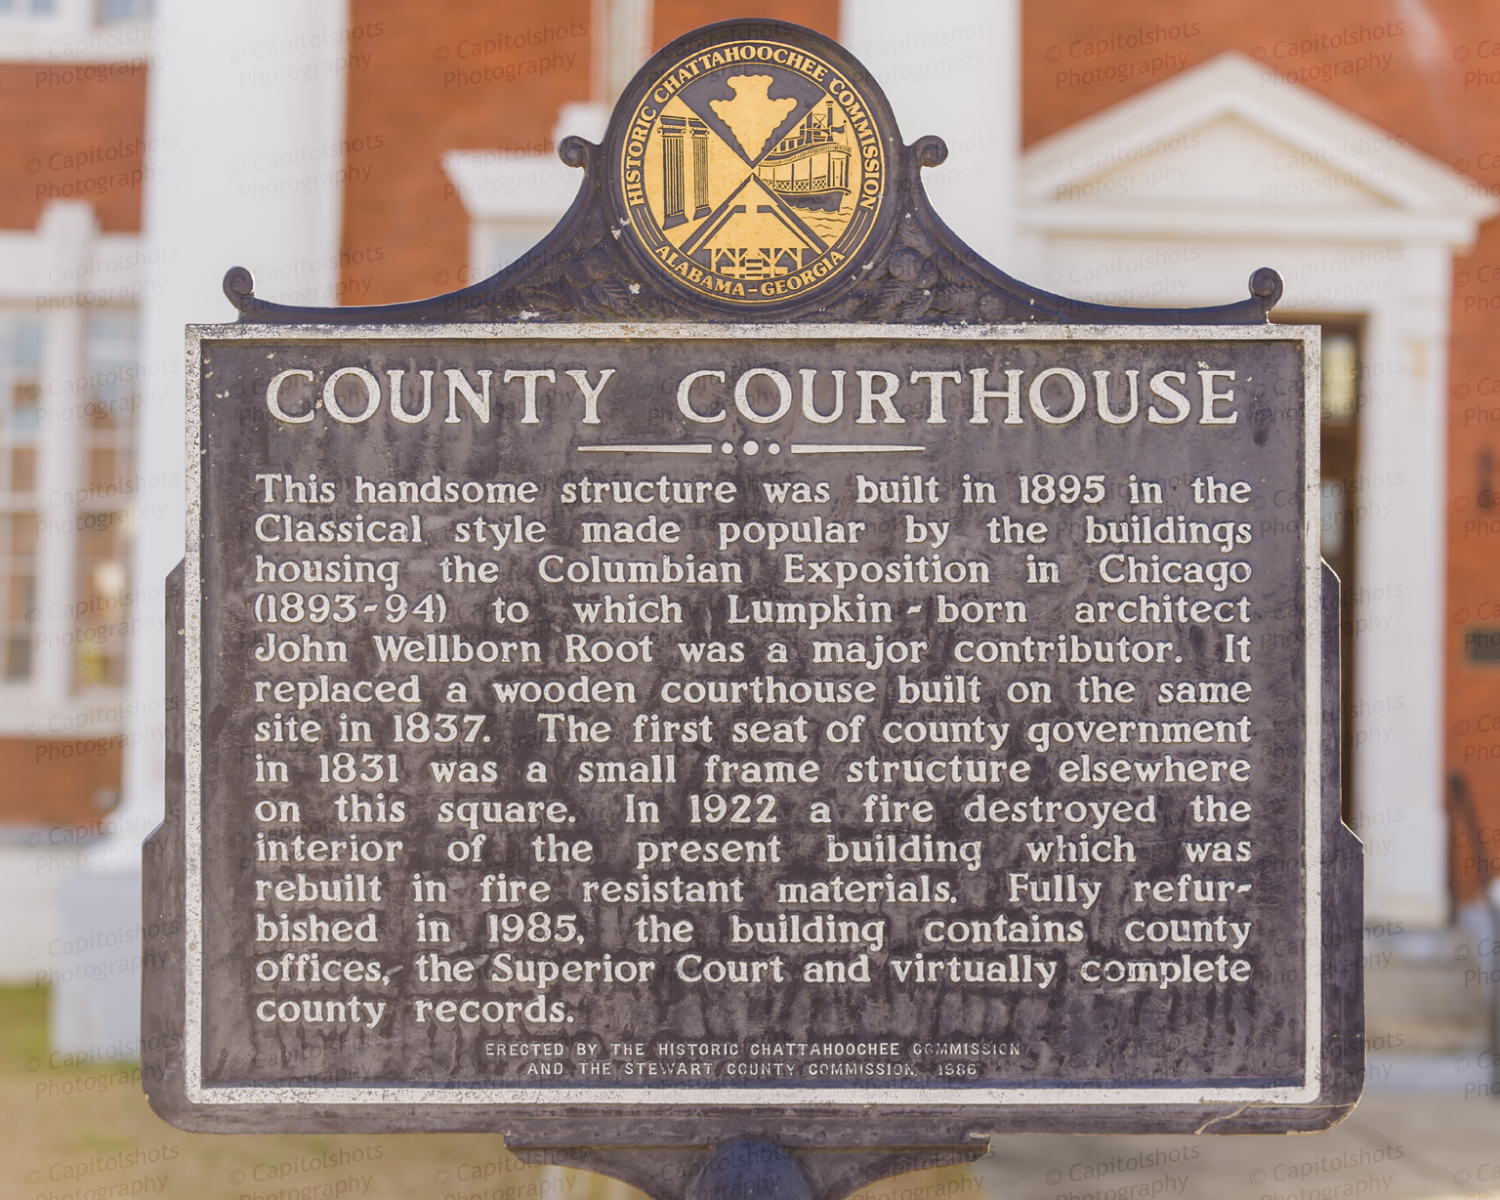 HISTORIC CHATTAHOOCHEE COMMISSION
ALABAMA-GEORGIA
COUNTY COURTHOUSE
This handsome structure was built in 1895 in the
Classical style made popular by the buildings
housing the Columbian Exposition in Chicago
(1893-94) to which Lumpkin-born architect
John Wellborn Root was a major contributor. It
replaced a wooden courthouse built on the same
site in 1837. The first seat of county government
in 1831 was a small frame structure elsewhere
on this square. In 1922 a fire destroyed the
interior of the present building which was
rebuilt in fire resistant materials. Fully refur-
bished in 1985, the building contains county
offices, the Superior Court and virtually complete
county records.
ERECTED BY THE HISTORIC CHATTAHOOCHEE COMMISSION
AND THE STEWART COUNTY COMMISSION, 1986
© Capitolshots
Photography